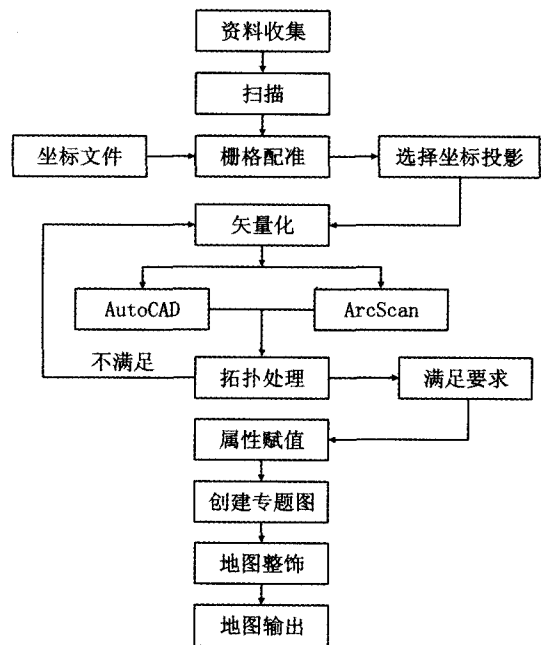 资料收集
扫描
坐标文件
栅格配准
选择坐标投影
矢量化
AutoCAD
ArcScan
不满足
拓扑处理
满足要求
属性赋值
创建专题图
地图整饰
地图输出